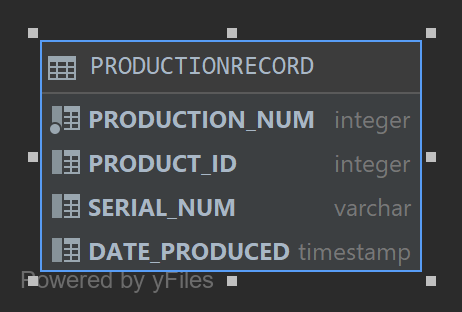 PRODUCTIONRECORD
PRODUCTION_NUM integer
PRODUCT_ID integer
SERIAL_NUM varchar
DATE_PRODUCED timestamp
Powered by yFiles